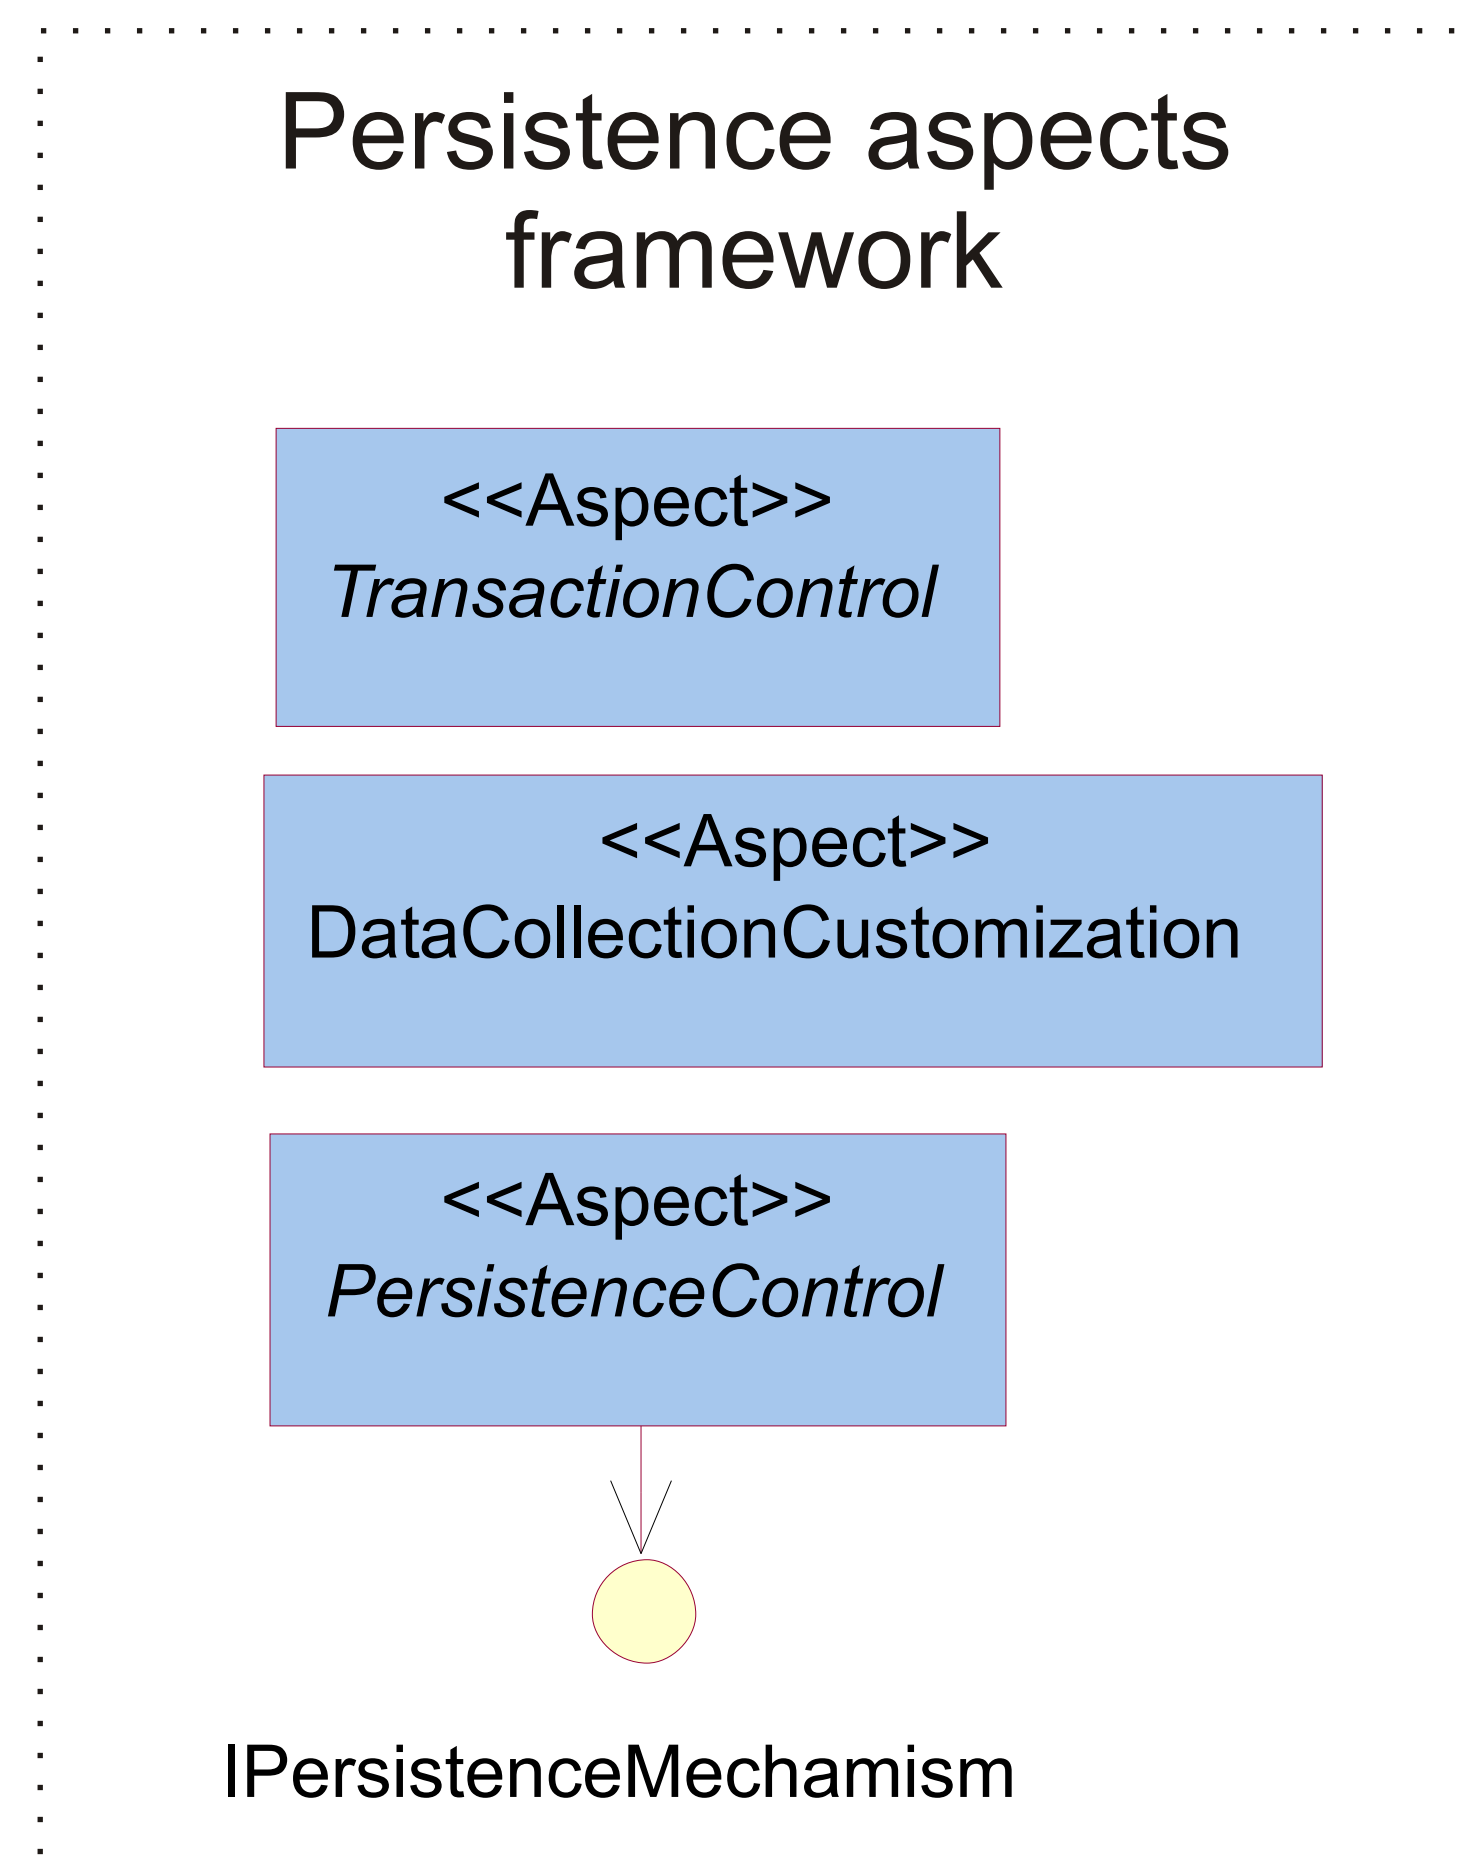 Persistence aspects
framework
<<Aspect>>
TransactionControl
<<Aspect>>
DataCollectionCustomization
<<Aspect>>
PersistenceControl
IPersistenceMechamism